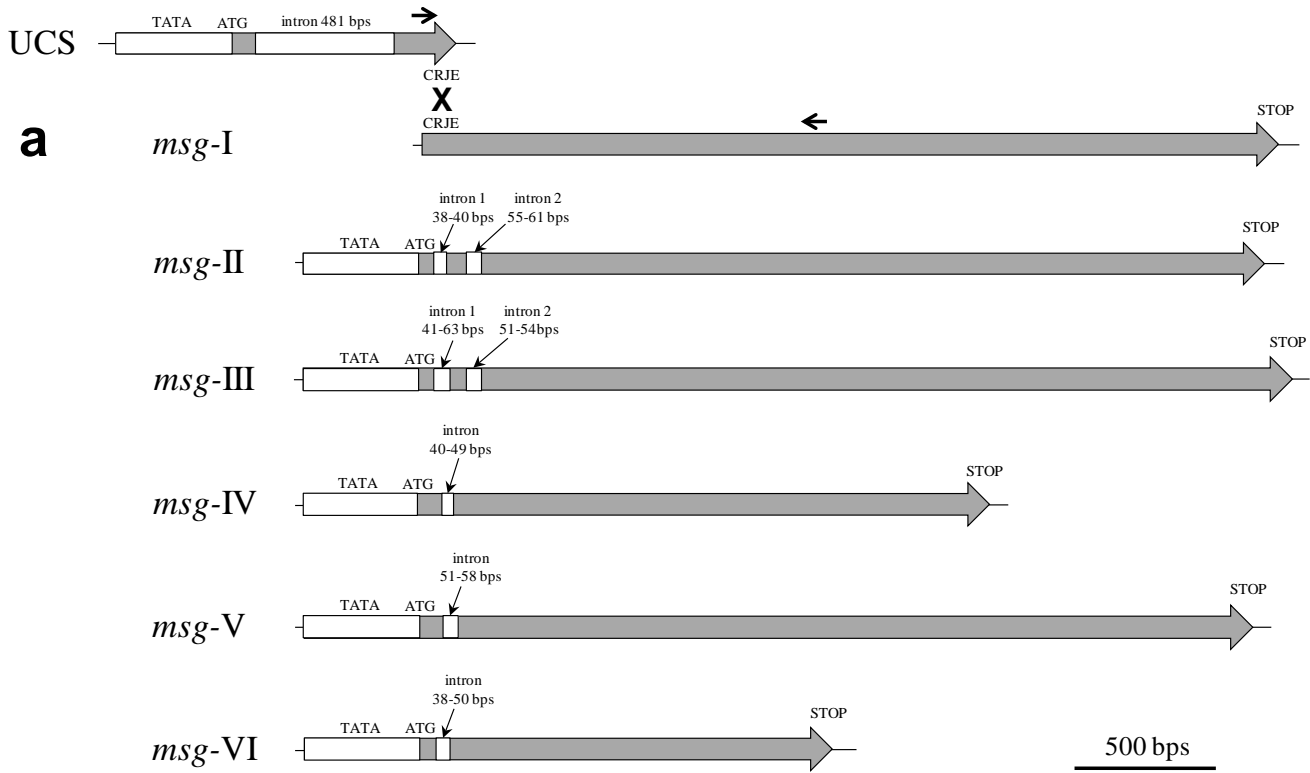 TATA ATG intron 481 bps
UCS
CRJE
X
CRJE
STOP
a
msg-I
intron 1 intron 2
38-40 bps 55-61 bps
TATA ATG STOP
msg-II
intron 1 intron 2
41-63 bps 51-54bps
TATA ATG STOP
msg-III
intron
40-49 bps
TATA ATG STOP
msg-IV
intron
51-58 bps
TATA ATG STOP
msg-V
intron
38-50 bps
TATA ATG STOP
msg-VI
500 bps